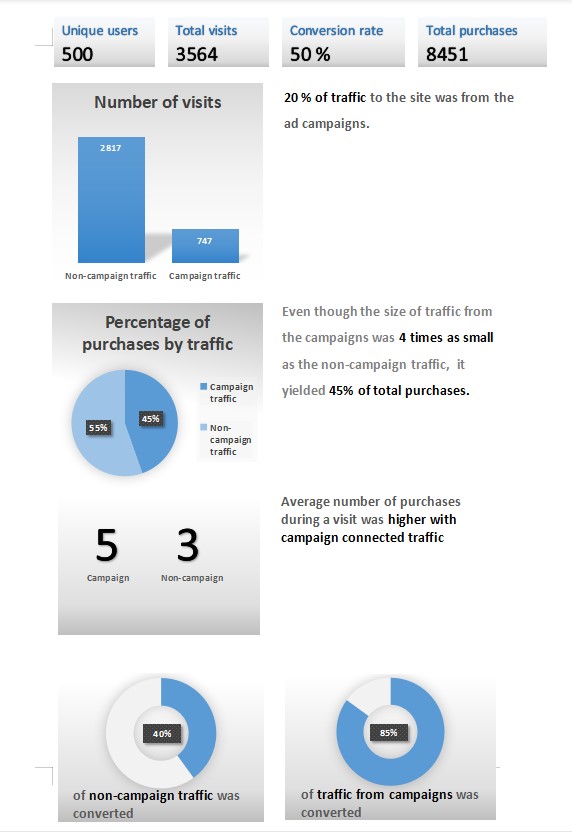 Unique users
500
Total visits
3564
Conversion rate
50 %
Total purchases
8451
Number of visits
2817
747
Non-campaign traffic
Campaign traffic
20 % of traffic to the site was from the
ad campaigns.
Percentage of
purchases by traffic
55%
45%
Campaign
traffic
Non-
campaign
traffic
Even though the size of traffic from
the campaigns was 4 times as small
as the non-campaign traffic, it
yielded 45% of total purchases.
5
Campaign
3
Non-campaign
Average number of purchases
during a visit was higher with
campaign connected traffic
40%
of non-campaign traffic was
converted
85%
of traffic from campaigns was
converted